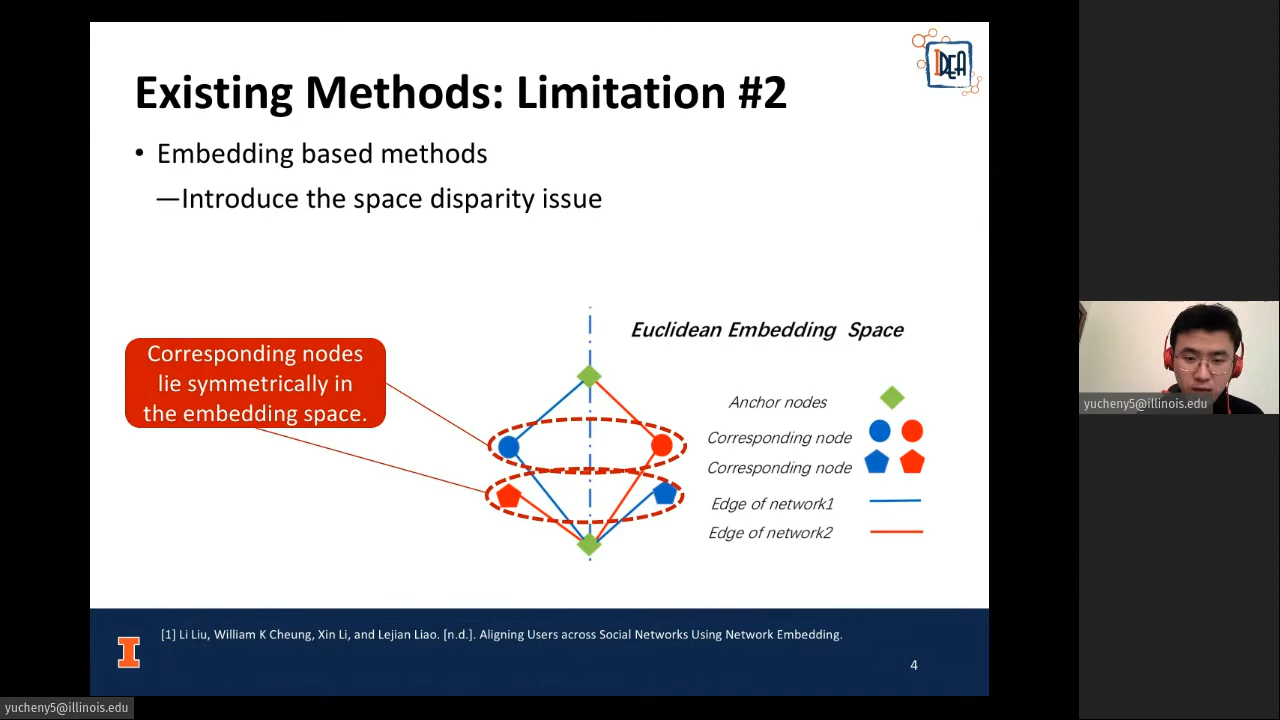 IDEA
Existing Methods: Limitation #2
• Embedding based methods
—Introduce the space disparity issue
Euclidean Embedding Space
Corresponding nodes
lie symmetrically in
the embedding space.
Anchor nodes
Corresponding node
Corresponding node
Edge of network1
Edge of network2
[1] Li Liu, William K Cheung, Xin Li, and Lejian Liao. [n.d.]. Aligning Users across Social Networks Using Network Embedding.
4
yucheny5@illinois.edu
yucheny5@illinois.edu